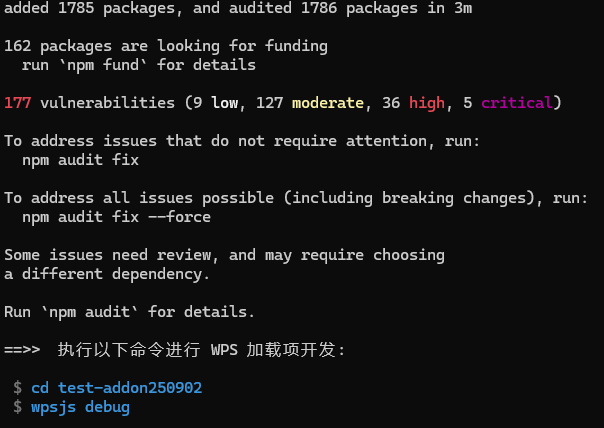 added 1785 packages, and audited 1786 packages in 3m
162 packages are looking for funding
run `npm fund` for details
177 vulnerabilities (9 low, 127 moderate, 36 high, 5 critical)
To address issues that do not require attention, run:
npm audit fix
To address all issues possible (including breaking changes), run:
npm audit fix --force
Some issues need review, and may require choosing
a different dependency.
Run `npm audit` for details.
==>> 执行以下命令进行 WPS 加载项开发:
$ cd test-addon250902
$ wpsjs debug